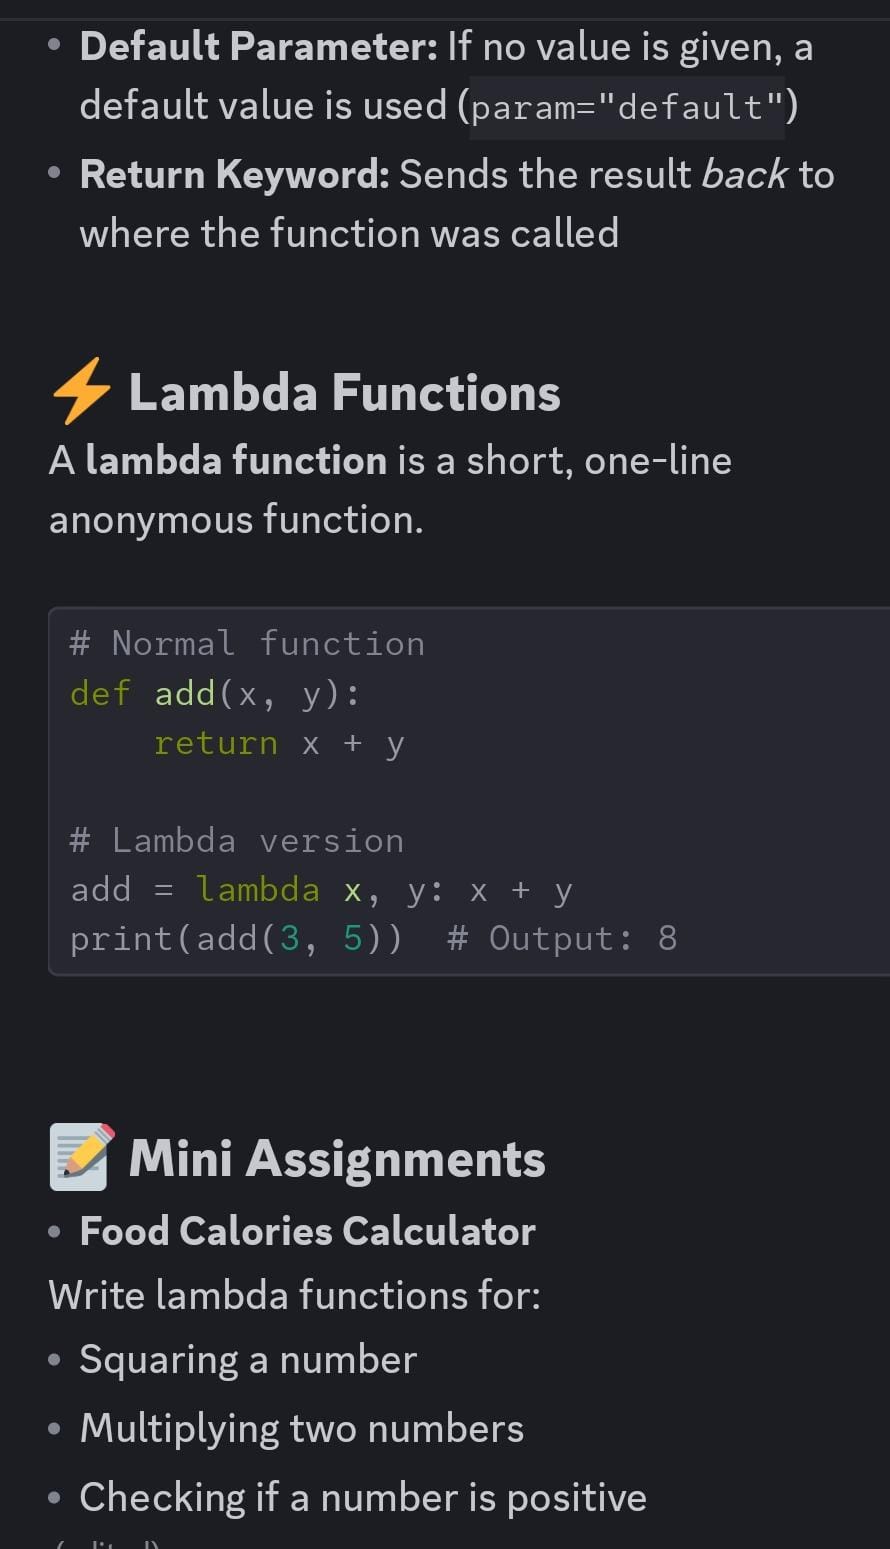 • Default Parameter: If no value is given, a
default value is used (param="default")
• Return Keyword: Sends the result back to
where the function was called
⚡ Lambda Functions
A lambda function is a short, one-line
anonymous function.
# Normal function
def add(x, y):
    return x + y
# Lambda version
add = lambda x, y: x + y
print(add(3, 5))  # Output: 8
📝 Mini Assignments
• Food Calories Calculator
Write lambda functions for:
• Squaring a number
• Multiplying two numbers
• Checking if a number is positive